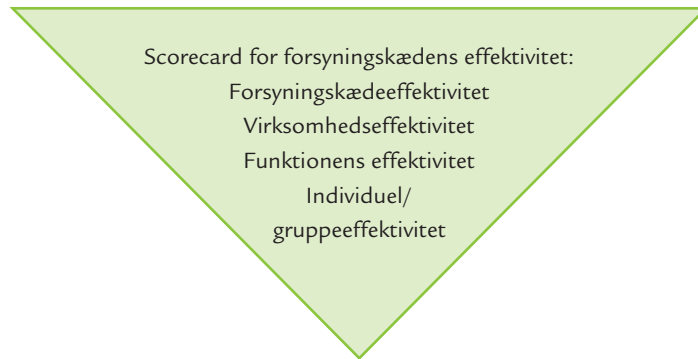 Scorecard for forsyningskædens effektivitet:
Forsyningskædeeffektivitet
Virksomhedseffektivitet
Funktionens effektivitet
Individuel/
gruppeeffektivitet